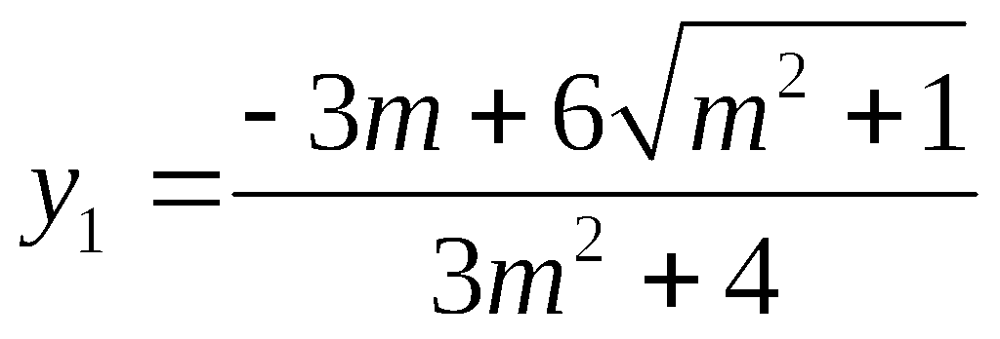 y₁ = (-3m + 6√(m² + 1)) / (3m² + 4)